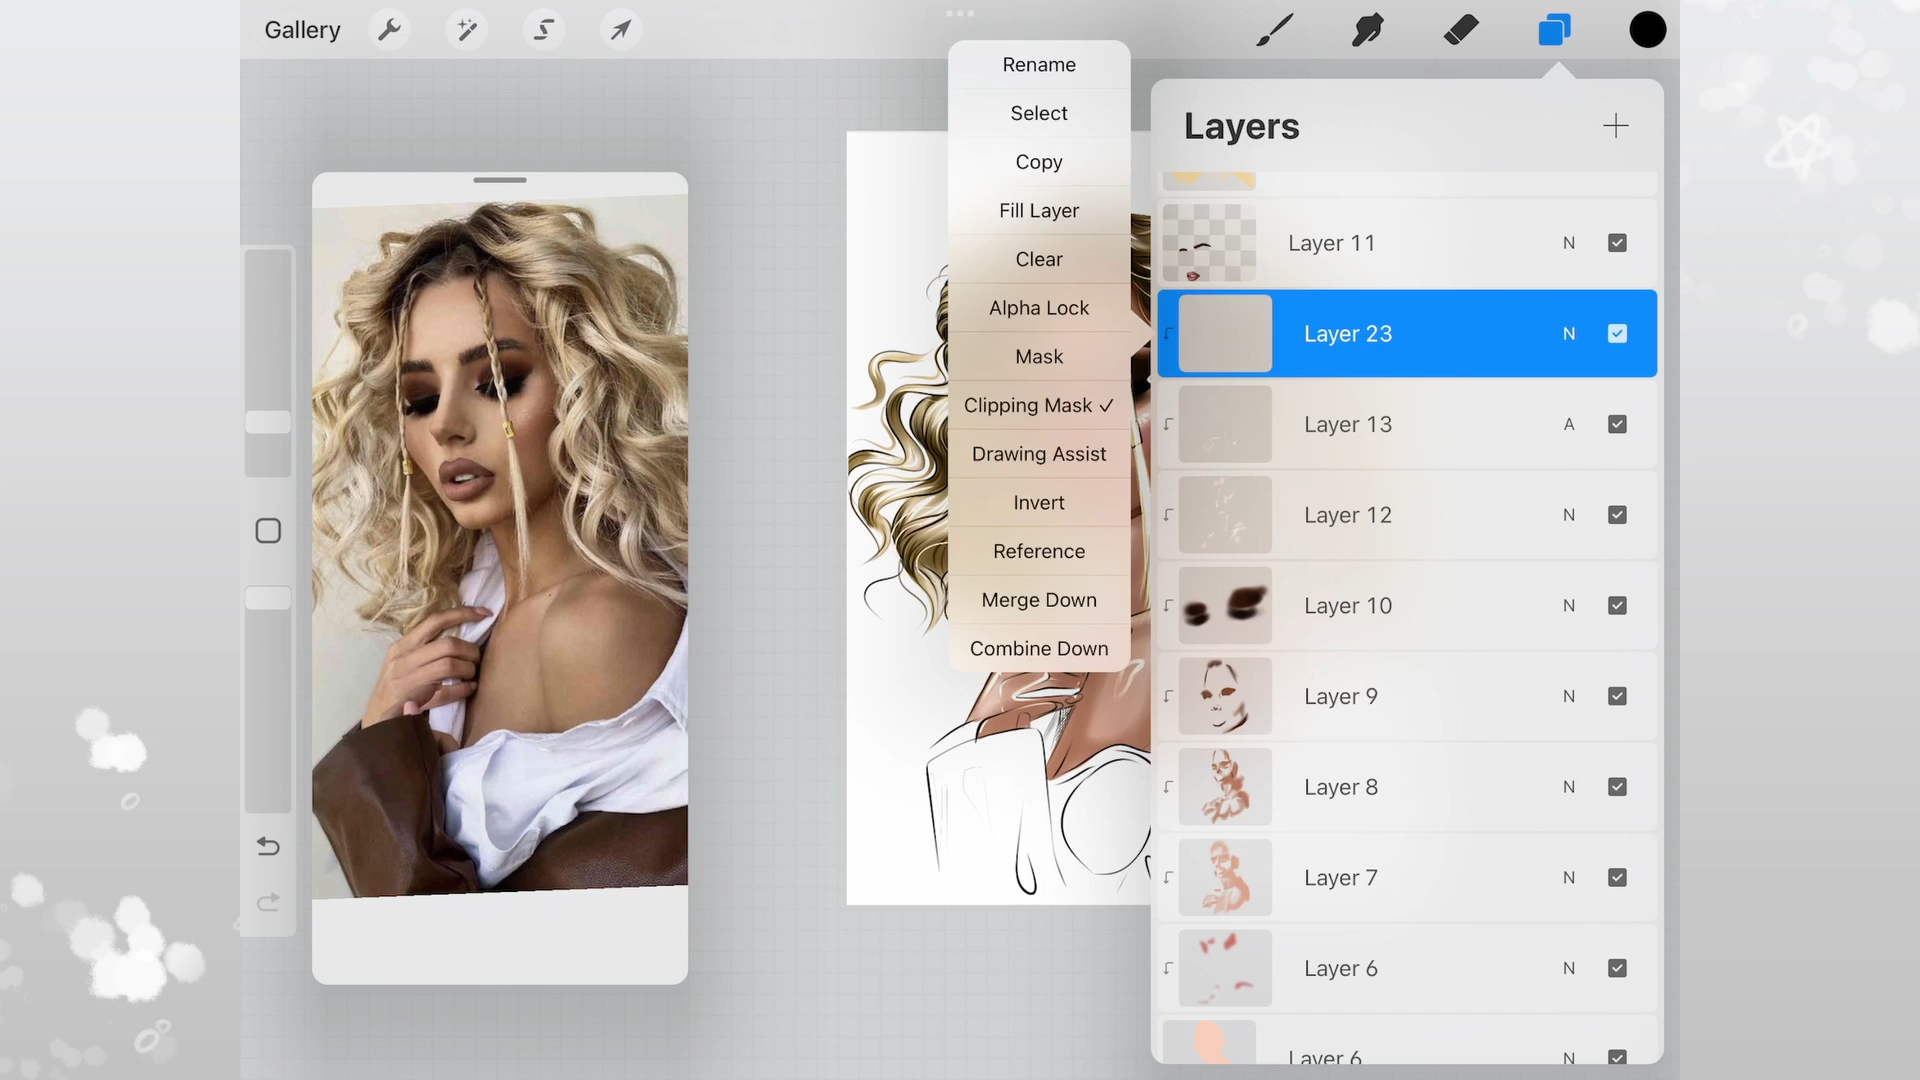 Gallery
Rename
Select
Copy
Fill Layer
Clear
Alpha Lock
Mask
Clipping Mask ✓
Drawing Assist
Invert
Reference
Merge Down
Combine Down
Layers
Layer 11 N
Layer 23 N
Layer 13 A
Layer 12 N
Layer 10 N
Layer 9 N
Layer 8 N
Layer 7 N
Layer 6 N
Layer 6 N